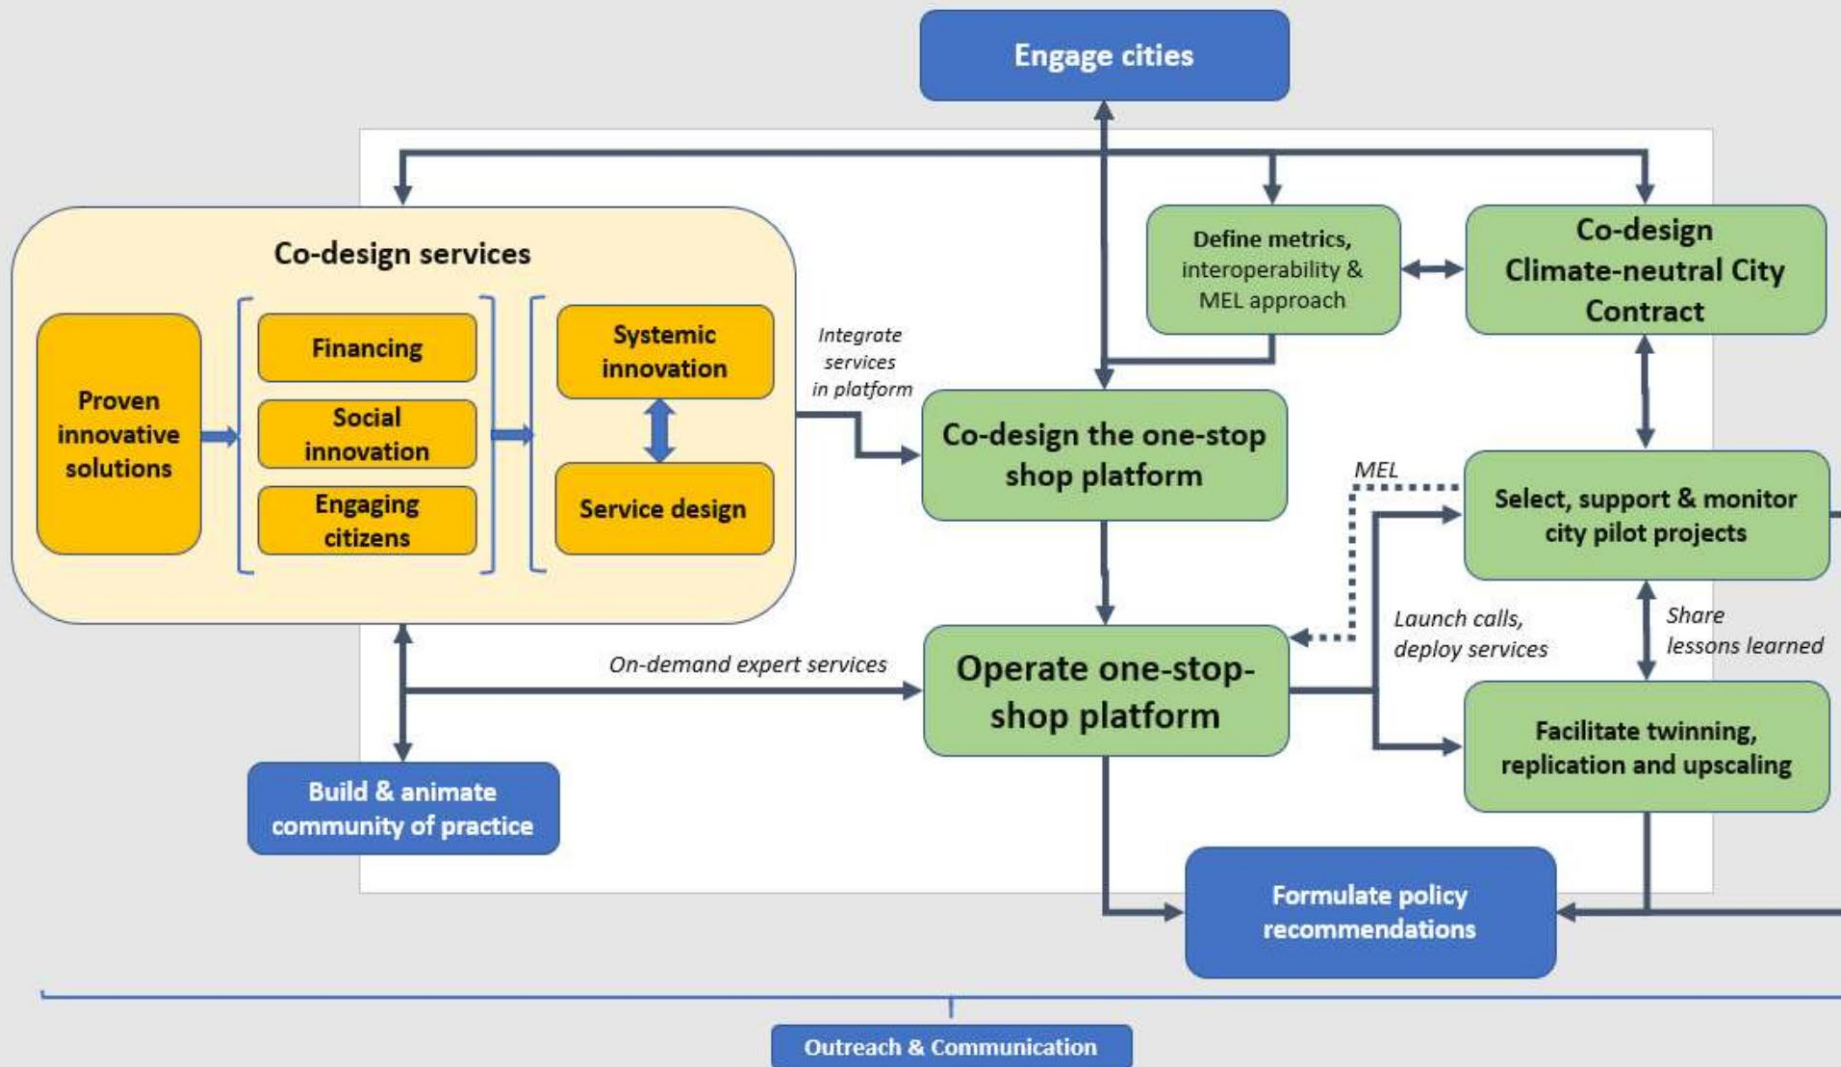 Engage cities
Co-design services
Proven
innovative
solutions
Financing
Social
innovation
Engaging
citizens
Systemic
innovation
Service design
Integrate
services
in platform
Define metrics,
interoperability &
MEL approach
Co-design
Climate-neutral City
Contract
Co-design the one-stop
shop platform
MEL
Select, support & monitor
city pilot projects
On-demand expert services
Operate one-stop-
shop platform
Launch calls,
deploy services
Share
lessons learned
Facilitate twinning,
replication and upscaling
Build & animate
community of practice
Formulate policy
recommendations
Outreach & Communication